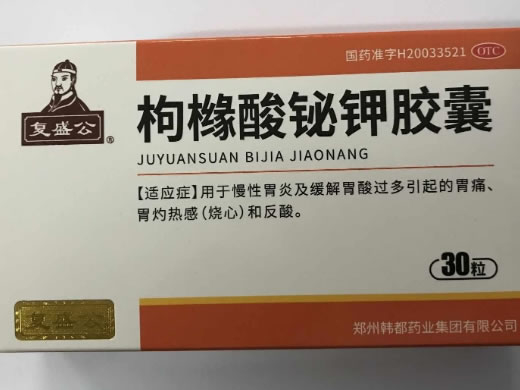 国药准字H20033521 OTC
复盛公®
枸橼酸铋钾胶囊
JUYUANSUAN BIJIA JIAONANG
【适应症】用于慢性胃炎及缓解胃酸过多引起的胃痛、
胃灼热感(烧心)和反酸。
30粒
复盛公
郑州韩都药业集团有限公司